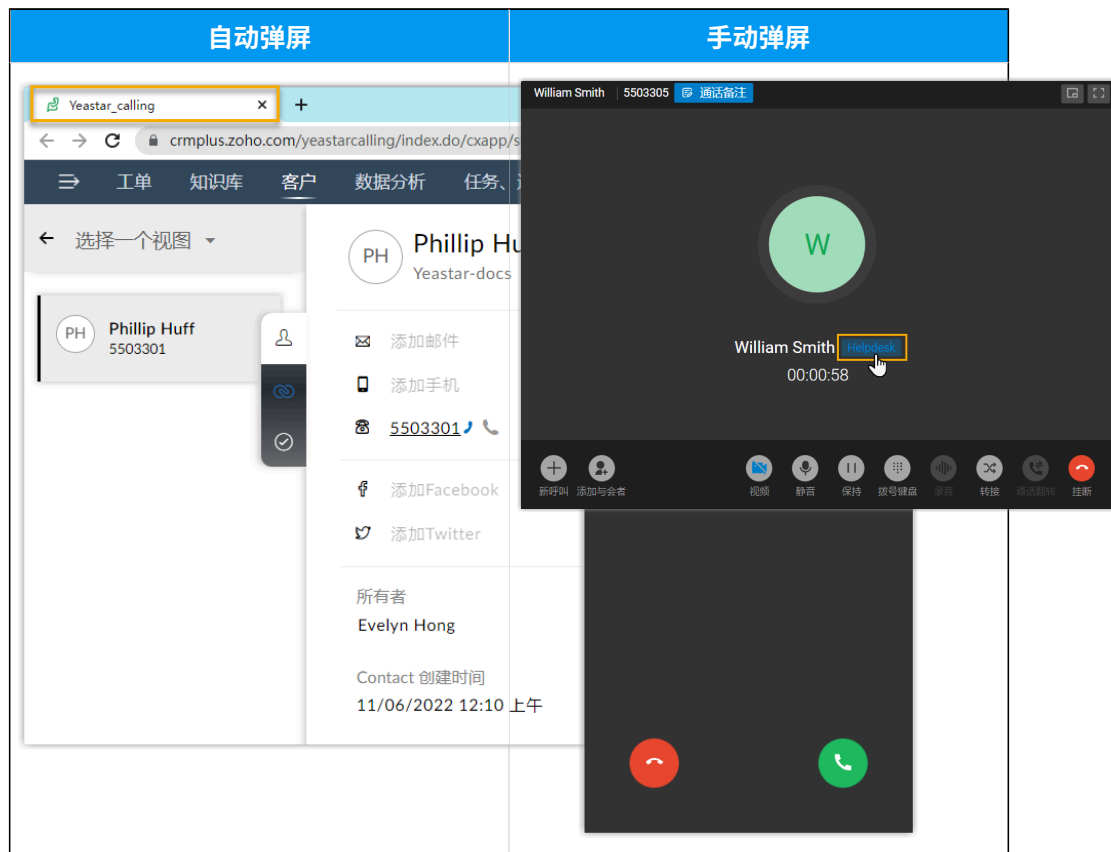 自动弹屏
手动弹屏
Yeastar_calling
crmplus.zoho.com/yeastarcalling/index.do/cxapp/s
工单 知识库 客户 数据分析 任务、
选择一个视图
PH
Phillip Huff
5503301
PH
Phillip Hu
Yeastar-docs
添加邮件
添加手机
5503301
添加Facebook
添加Twitter
所有者
Evelyn Hong
Contact 创建时间
11/06/2022 12:10 上午
William Smith 5503305 通话备注
W
William Smith Helpdesk
00:00:58
新呼叫 添加与会者 视频 静音 保持 拨号键盘 录音 转接 通话翻转 挂断